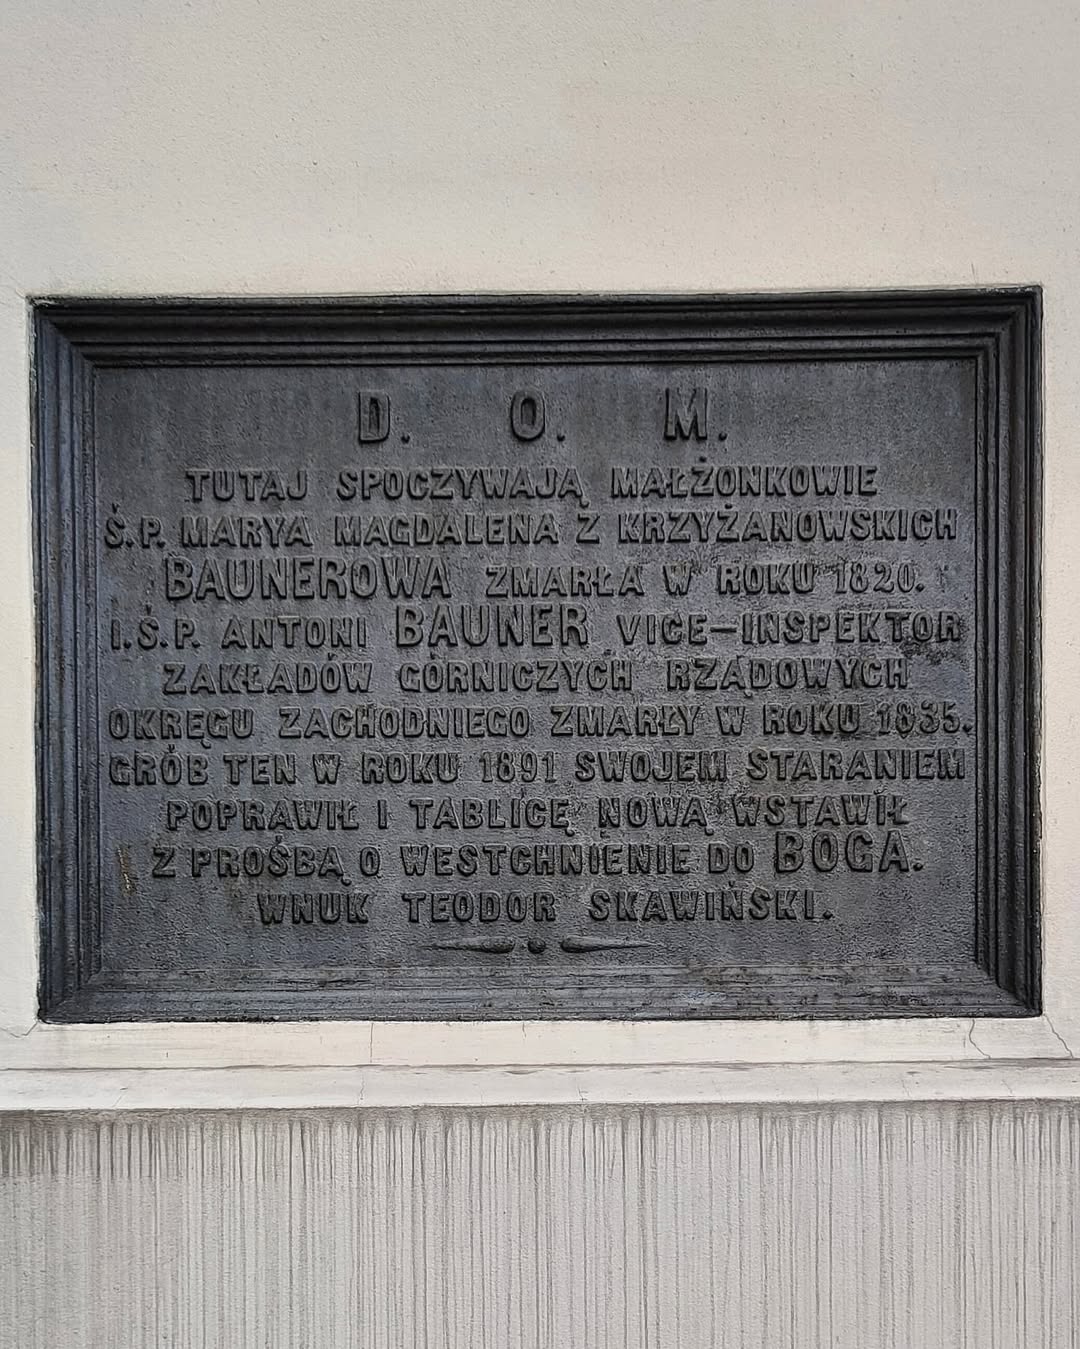 D. O. M.
TUTAJ SPOCZYWAJĄ MAŁŻONKOWIE
Ś.P. MARYA MAGDALENA Z KRZYŻANOWSKICH
BAUNEROWA ZMARŁA W ROKU 1820.
I.Ś.P. ANTONI BAUNER VICE-INSPEKTOR
ZAKŁADÓW GÓRNICZYCH RZĄDOWYCH
OKRĘGU ZACHODNIEGO ZMARŁY W ROKU 1835.
GRÓB TEN W ROKU 1891 SWOJEM STARANIEM
POPRAWIŁ I TABLICĘ NOWĄ WSTAWIŁ
Z PROŚBĄ O WESTCHNIENIE DO BOGA.
WNUK TEODOR SKAWIŃSKI.